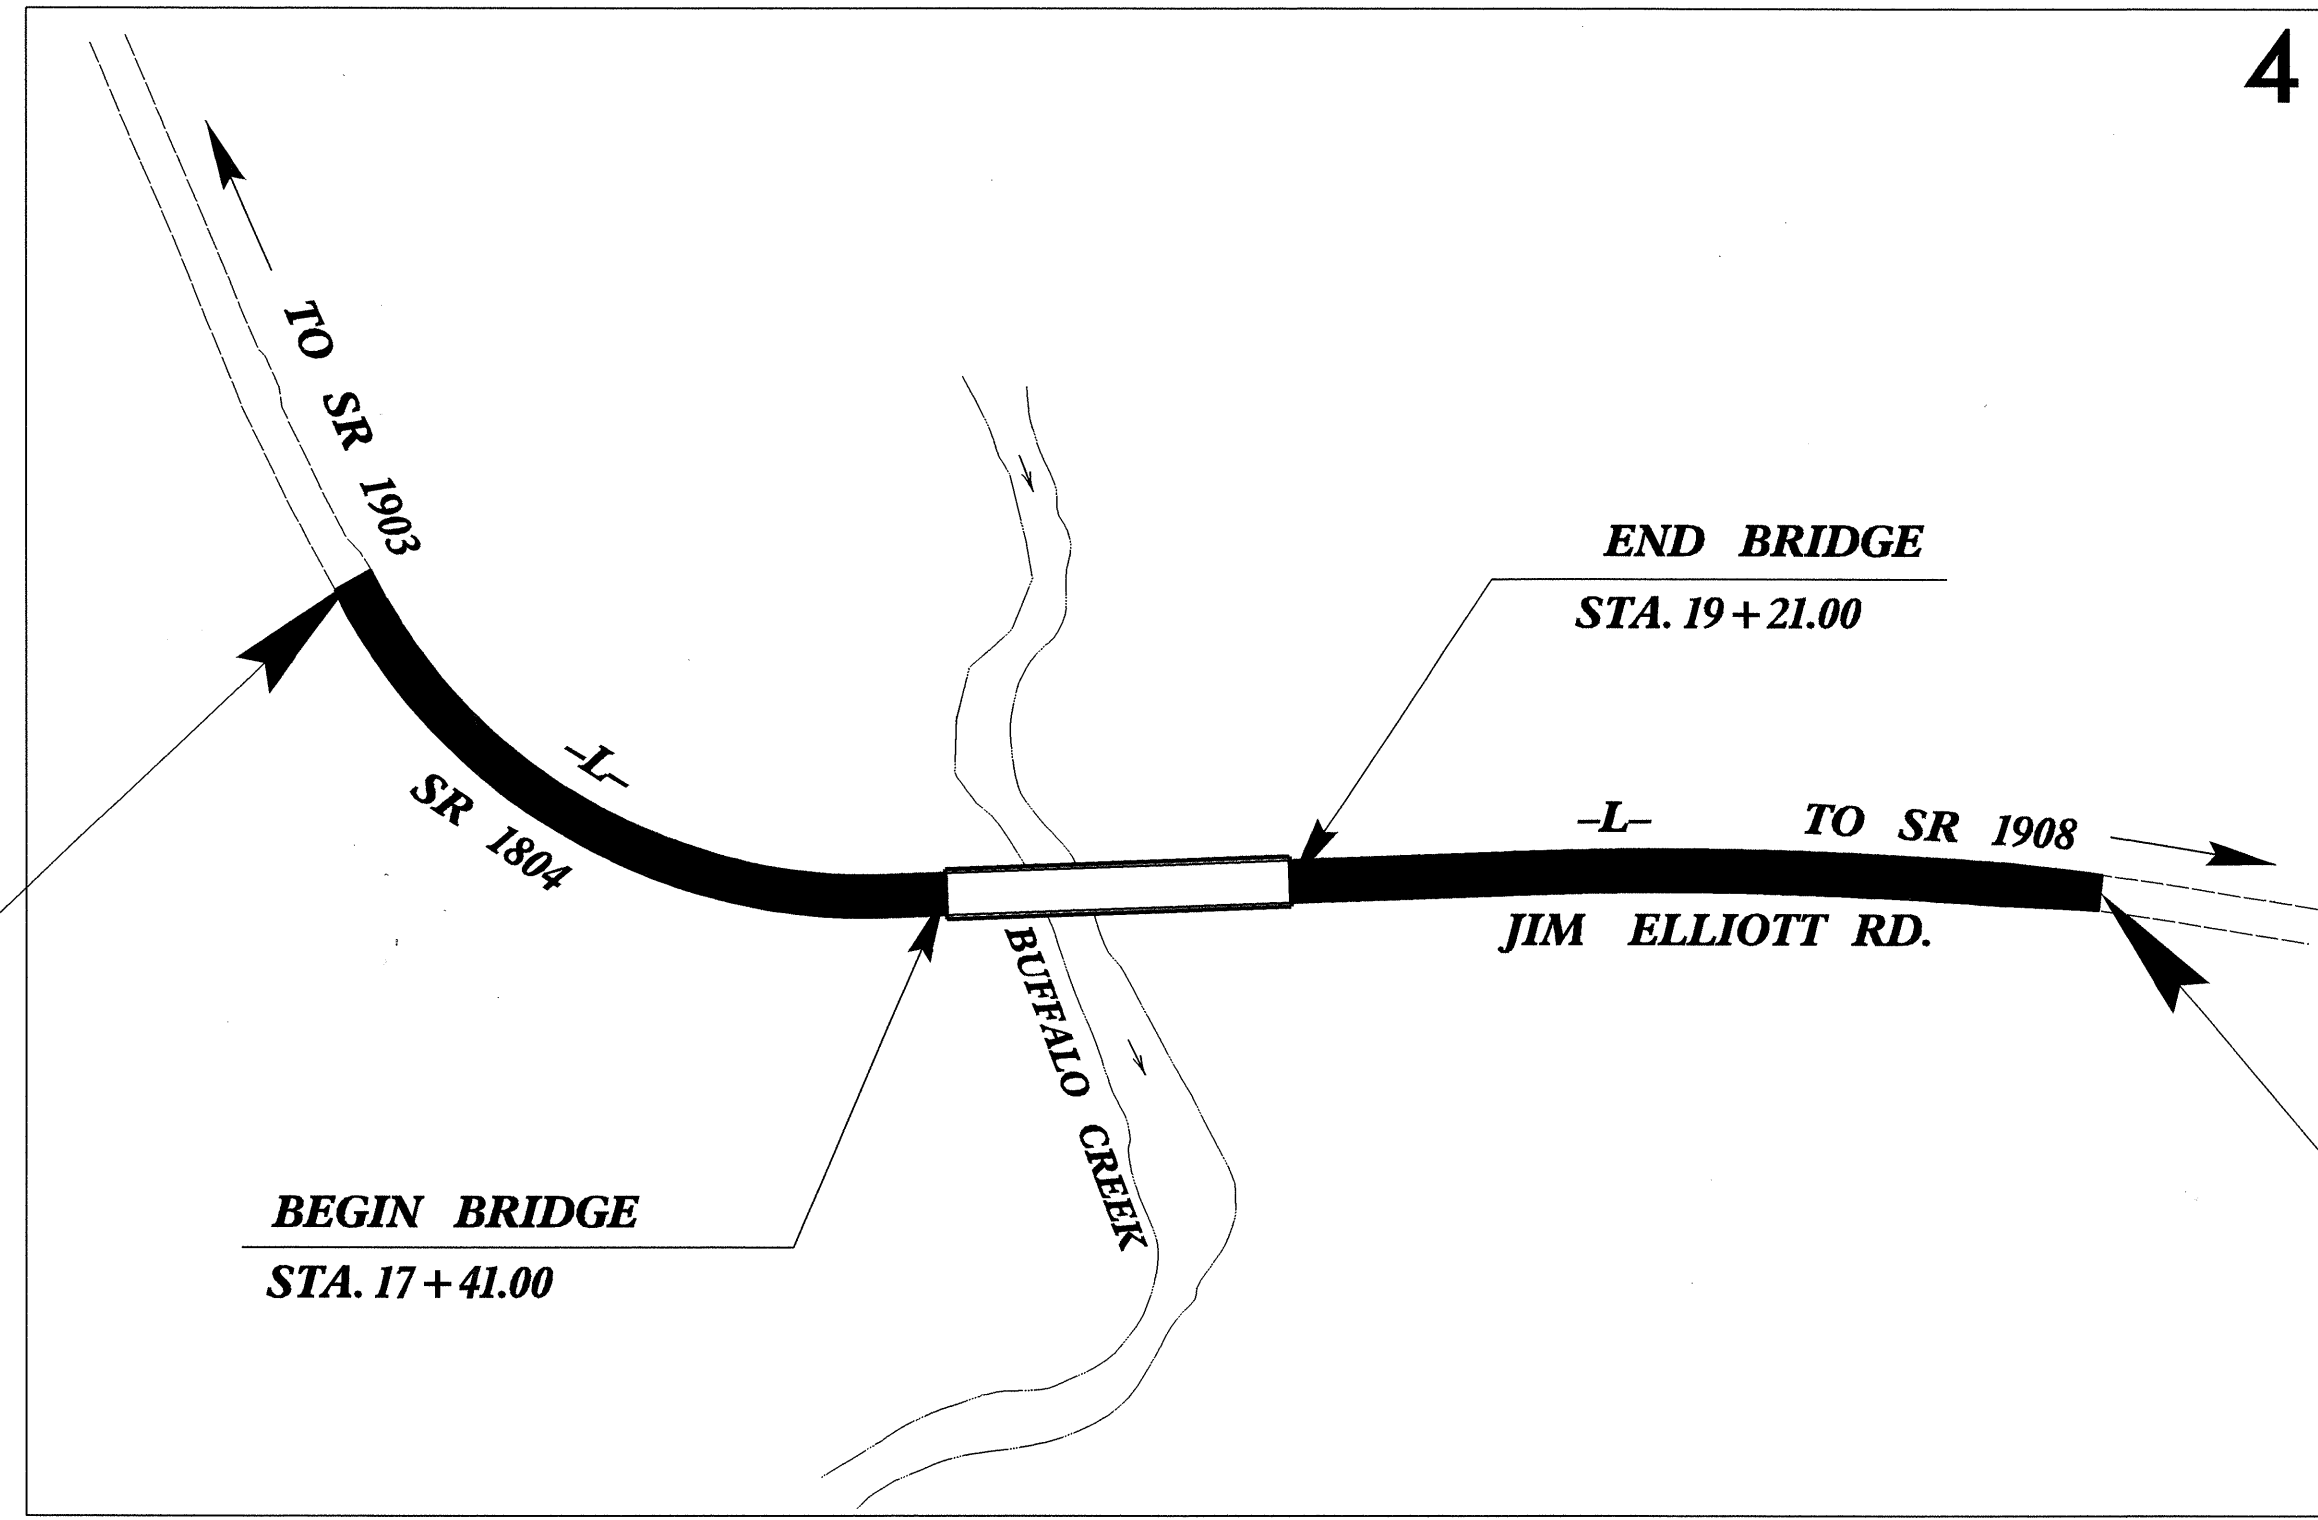 4
TO SR 1903
END BRIDGE
STA. 19+21.00
-L-
SR 1804
-L-
TO SR 1908
JIM ELLIOTT RD.
BUFFALO CREEK
BEGIN BRIDGE
STA. 17+41.00